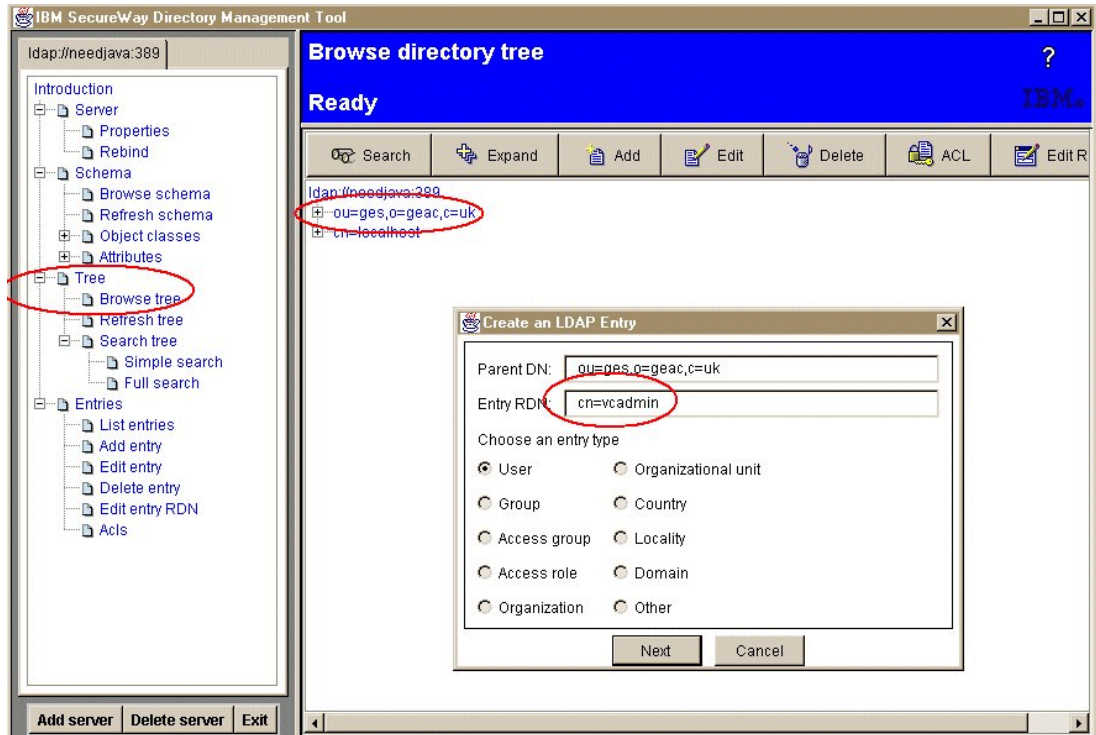 IBM SecureWay Directory Management Tool
ldap://needjava:389
Introduction
Server
Properties
Rebind
Schema
Browse schema
Refresh schema
Object classes
Attributes
Tree
Browse tree
Refresh tree
Search tree
Simple search
Full search
Entries
List entries
Add entry
Edit entry
Delete entry
Edit entry RDN
Acls
Add server Delete server Exit
Browse directory tree
?
Ready
IBM
Search Expand Add Edit Delete ACL Edit R
ldap://needjava:389
ou=ges,o=geac,c=uk
cn=localhost
Create an LDAP Entry
Parent DN: ou=ges,o=geac,c=uk
Entry RDN: cn=vcadmin
Choose an entry type
User Organizational unit
Group Country
Access group Locality
Access role Domain
Organization Other
Next Cancel